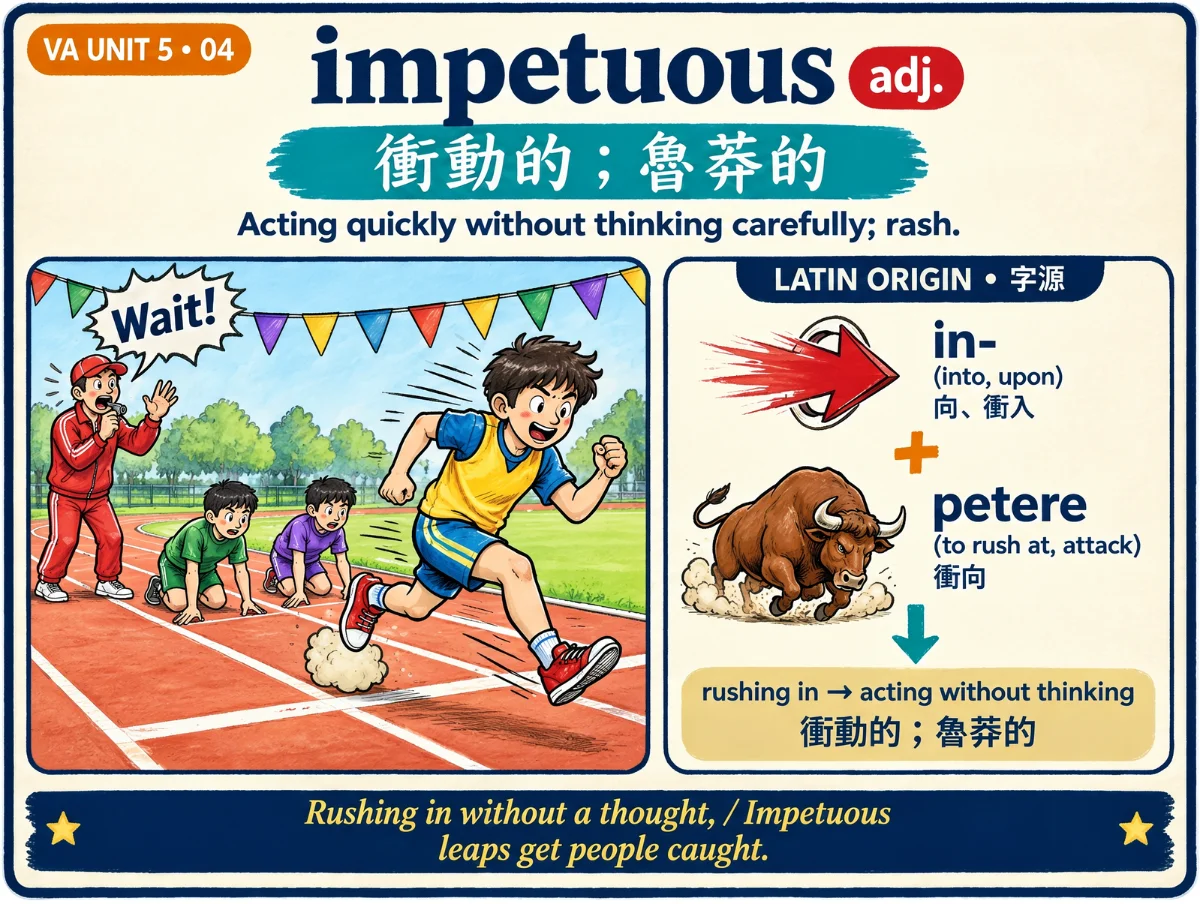 VA UNIT 5 • 04
impetuous adj.
衝動的；魯莽的
Acting quickly without thinking carefully; rash.
Wait!
LATIN ORIGIN • 字源
in-
(into, upon)
向、衝入
+
petere
(to rush at, attack)
衝向
rushing in → acting without thinking
衝動的；魯莽的
Rushing in without a thought, / Impetuous
leaps get people caught.